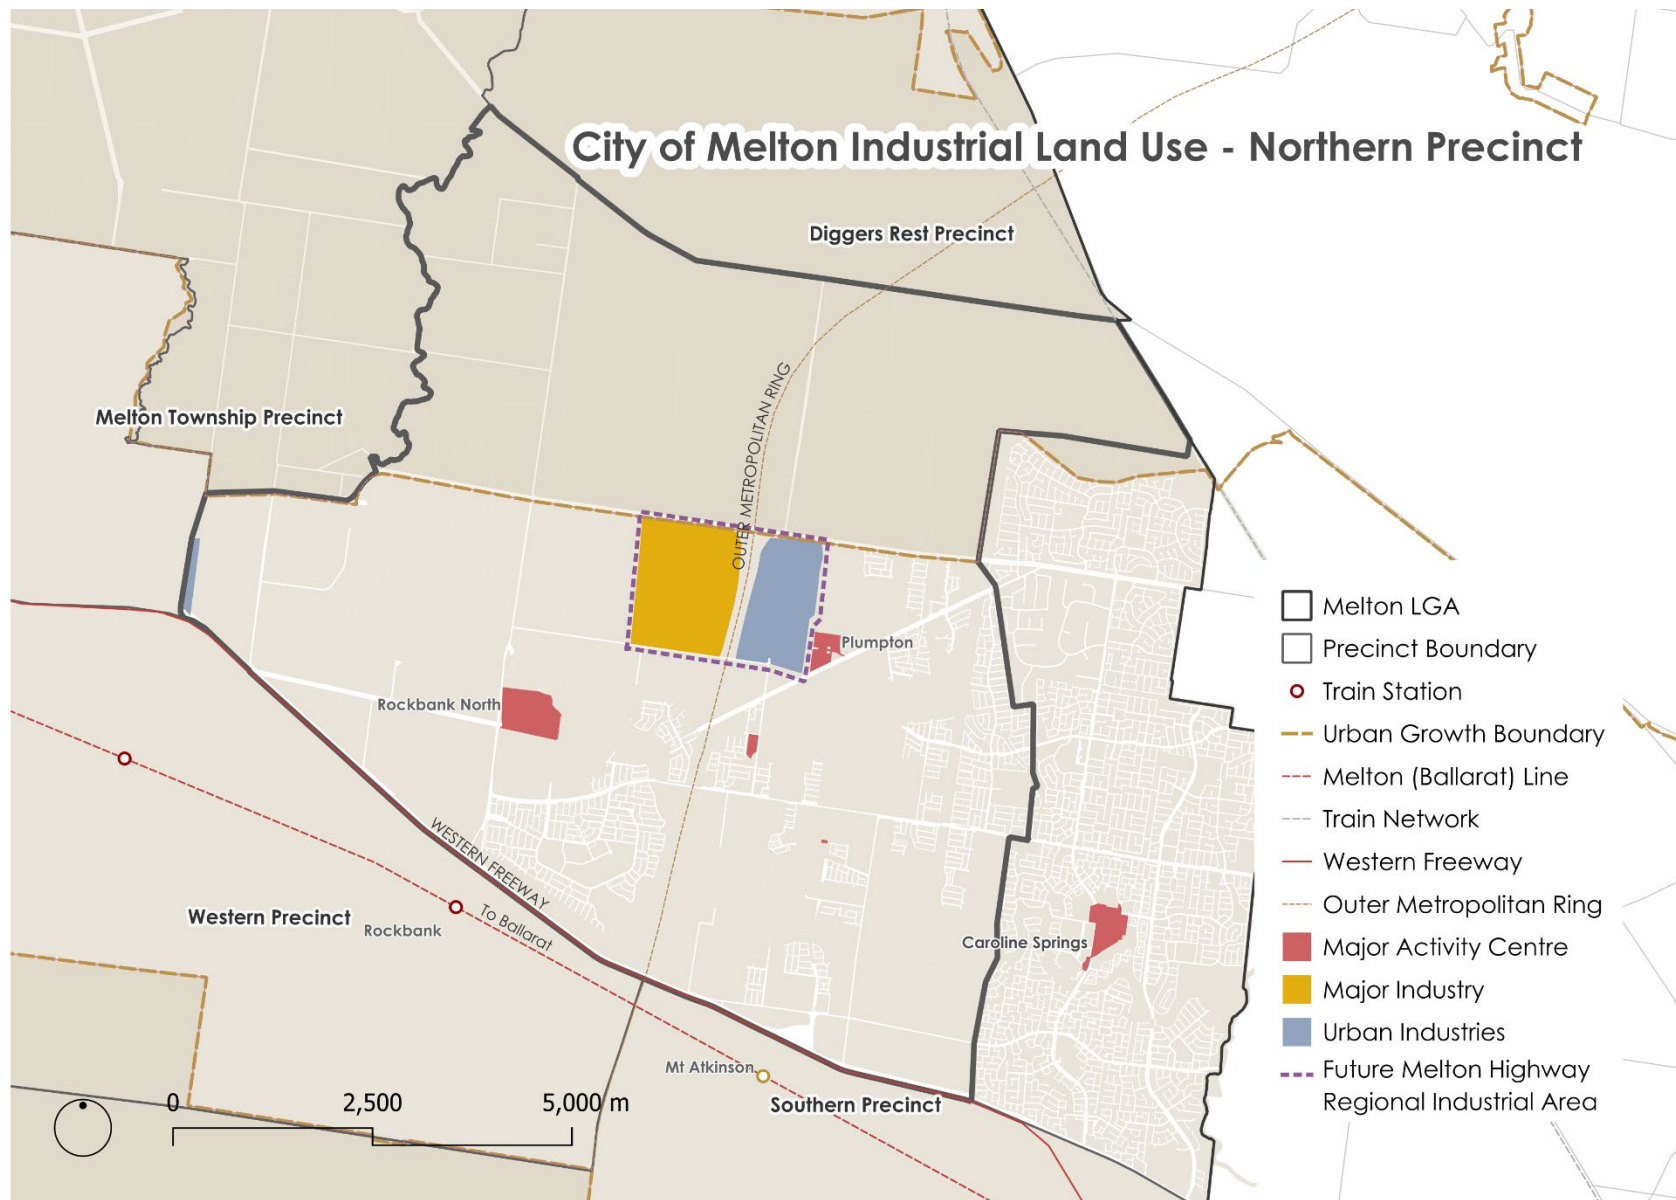 City of Melton Industrial Land Use - Northern Precinct
Diggers Rest Precinct
OUTER METROPOLITAN RING
Melton Township Precinct
Plumpton
Rockbank North
WESTERN FREEWAY
To Ballarat
Western Precinct
Rockbank
Caroline Springs
Mt Atkinson
Southern Precinct
0 2,500 5,000 m
Melton LGA
Precinct Boundary
Train Station
Urban Growth Boundary
Melton (Ballarat) Line
Train Network
Western Freeway
Outer Metropolitan Ring
Major Activity Centre
Major Industry
Urban Industries
Future Melton Highway
Regional Industrial Area